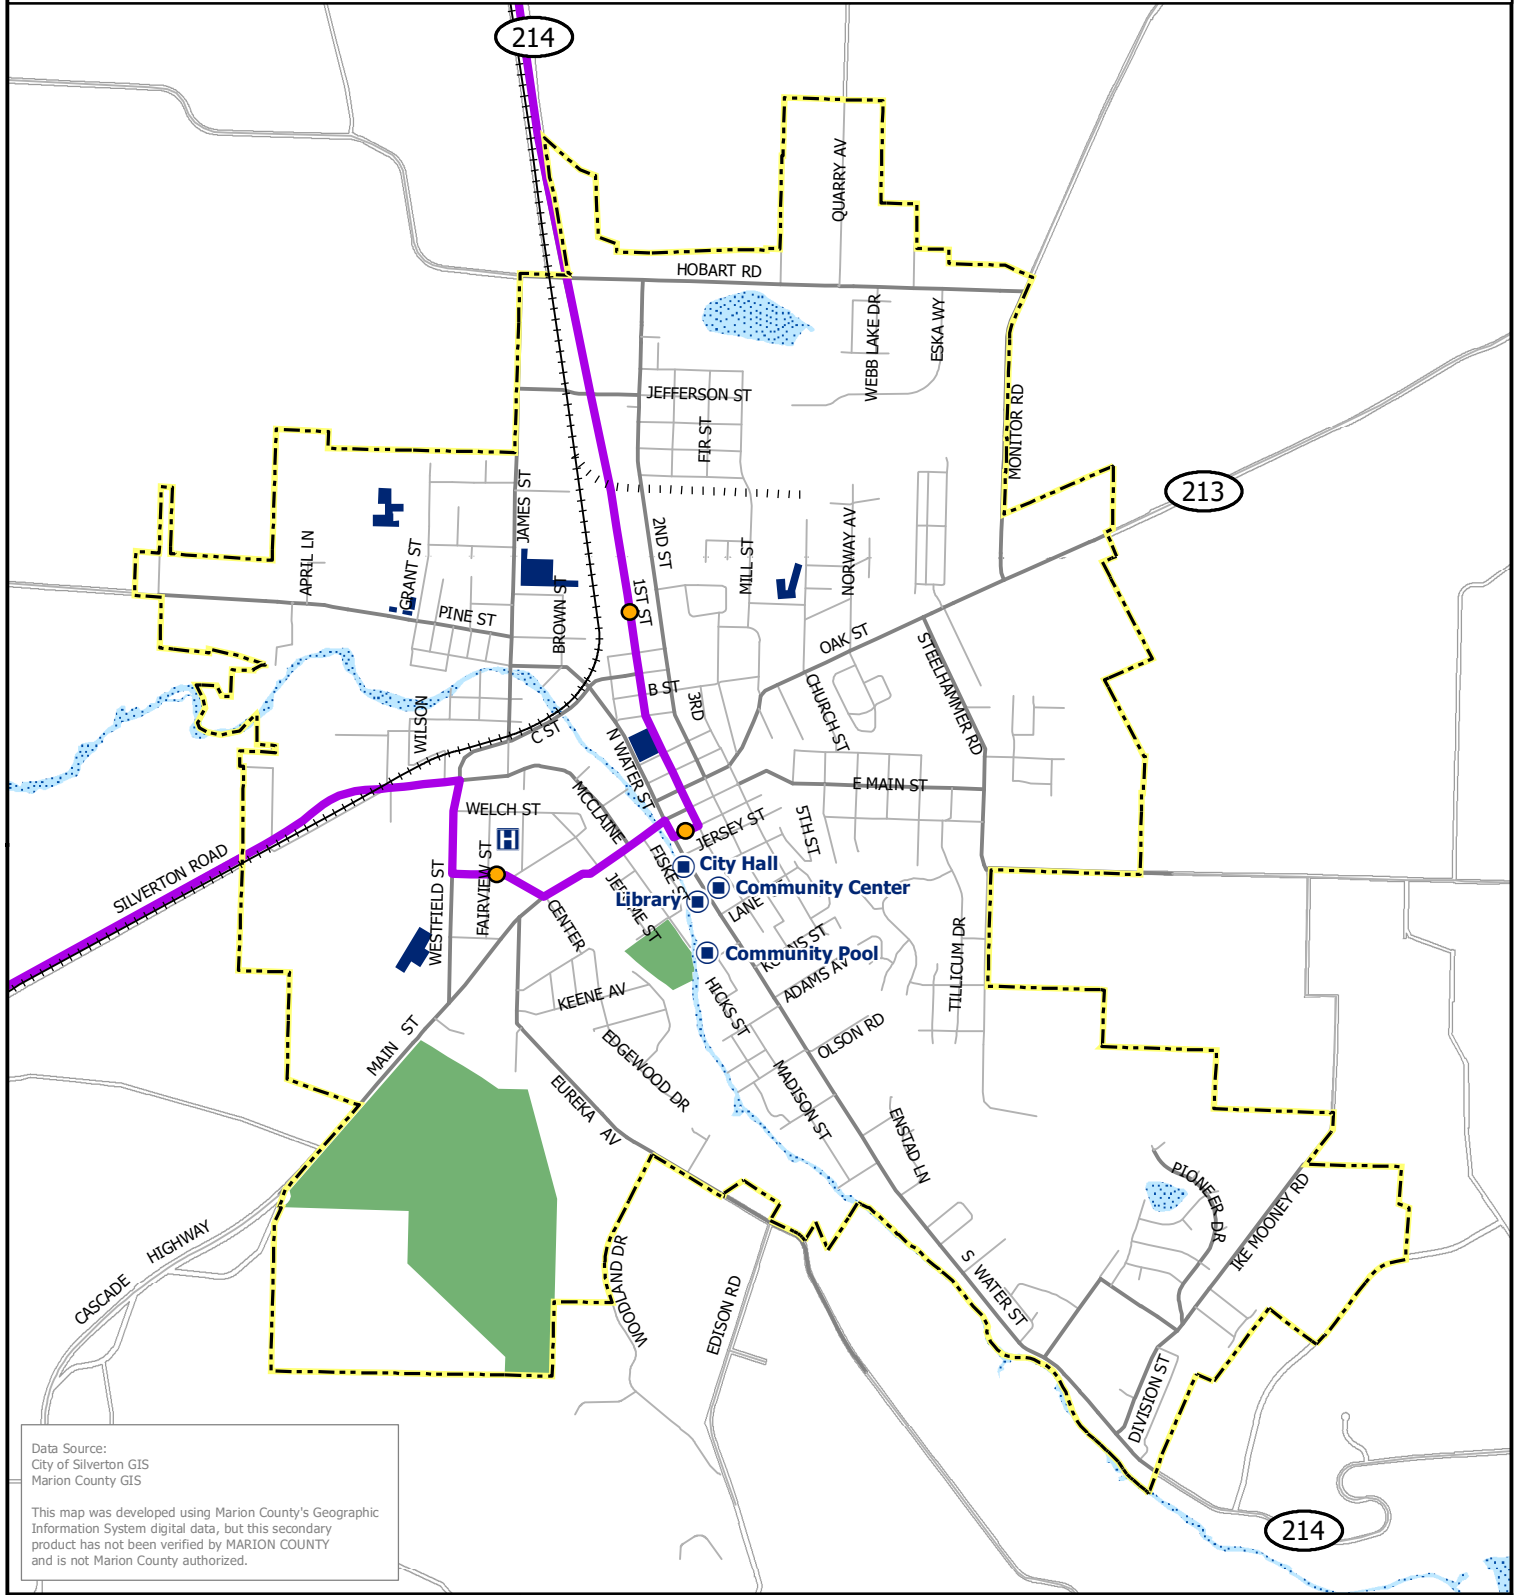 214
QUARRY AV
HOBART RD
WEBB LAKE DR
ESKA WY
JEFFERSON ST
FIR ST
MONITOR RD
213
JAMES ST
2ND ST
APRIL LN
GRANT ST
MILL ST
NORWAY AV
1ST ST
BROWN ST
PINE ST
OAK ST
STEELHAMMER RD
B ST
3RD
CHURCH ST
WILSON
C ST
N WATER ST
E MAIN ST
MCCLAINE
WELCH ST
H
JERSEY ST
5TH ST
SILVERTON ROAD
WESTFIELD ST
FAIRVIEW ST
FISKE S
City Hall
Community Center
Library
LANE
JEROME ST
CENTER
TILLICUM DR
Community Pool
ADAMS AV
KEENE AV
HICKS ST
MAIN ST
EDGEWOOD DR
OLSON RD
EUREKA AV
MADISON ST
ENSTAD LN
PIONEER DR
IKE MOONEY RD
CASCADE HIGHWAY
WOODLAND DR
EDISON RD
S WATER ST
DIVISION ST
214
Data Source:
City of Silverton GIS
Marion County GIS
This map was developed using Marion County's Geographic
Information System digital data, but this secondary
product has not been verified by MARION COUNTY
and is not Marion County authorized.